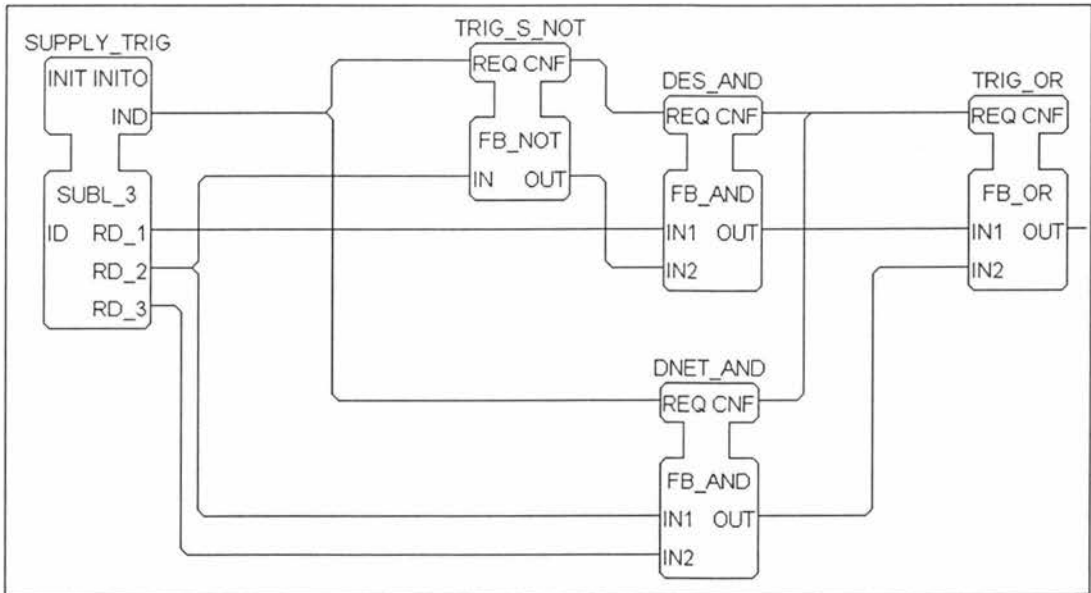 SUPPLY_TRIG
INIT INITO
IND
SUBL_3
ID RD_1
RD_2
RD_3
TRIG_S_NOT
REQ CNF
FB_NOT
IN OUT
DES_AND
REQ CNF
FB_AND
IN1 OUT
IN2
TRIG_OR
REQ CNF
FB_OR
IN1 OUT
IN2
DNET_AND
REQ CNF
FB_AND
IN1 OUT
IN2